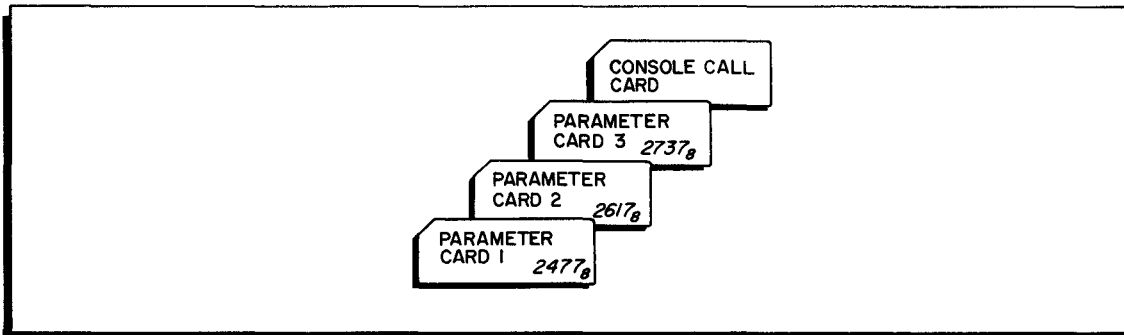 CONSOLE CALL
CARD
PARAMETER
CARD 3 2737₈
PARAMETER
CARD 2 2617₈
PARAMETER
CARD 1 2477₈